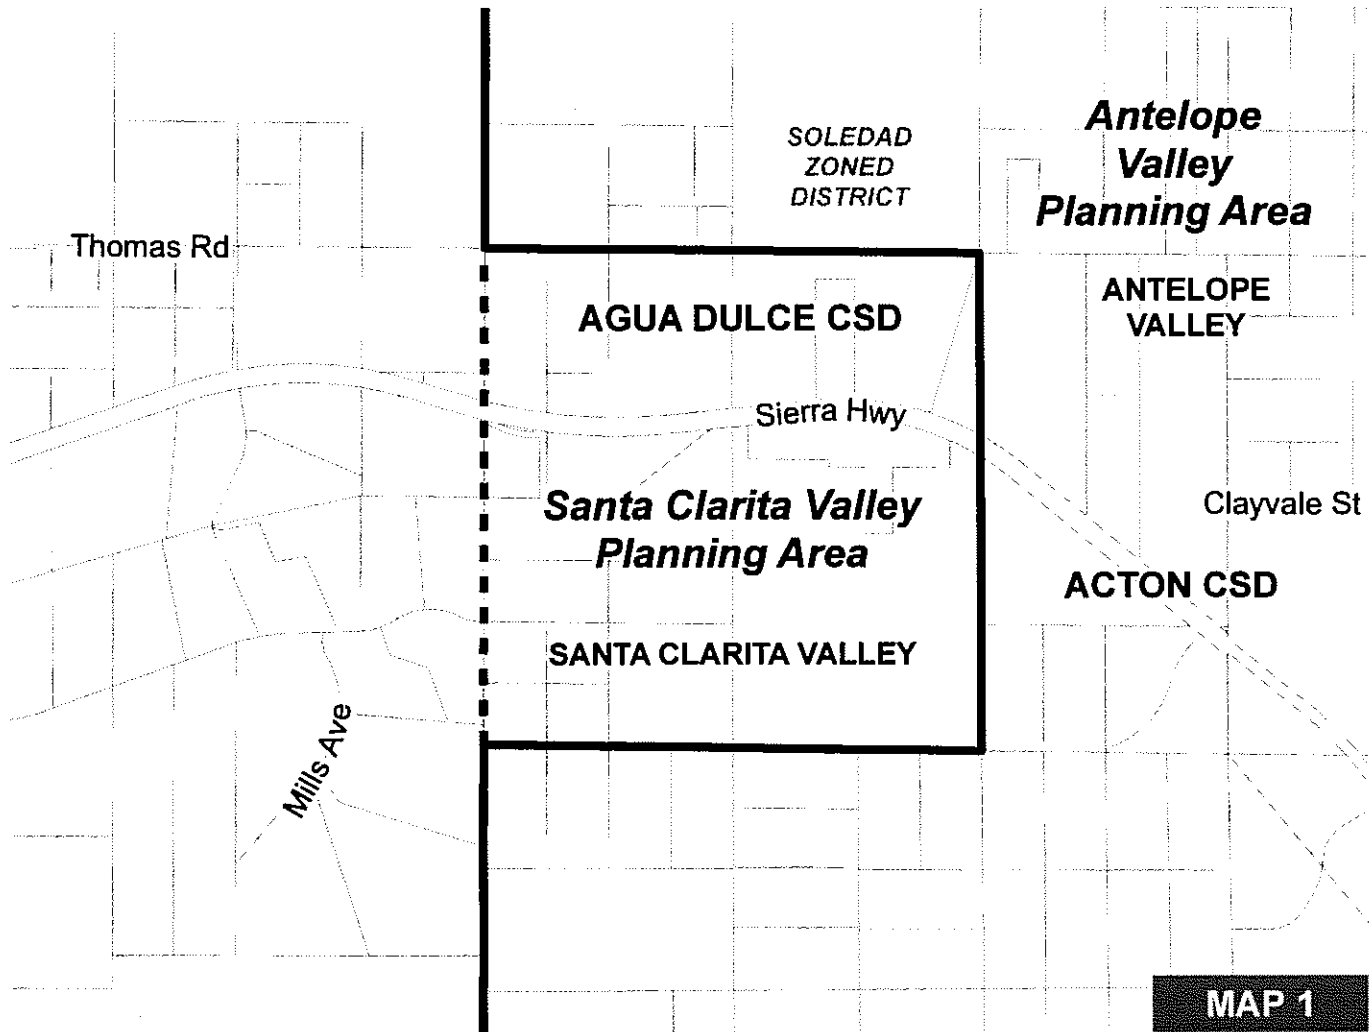 SOLEDAD
ZONED
DISTRICT
Antelope
Valley
Planning Area
Thomas Rd
AGUA DULCE CSD
ANTELOPE
VALLEY
Sierra Hwy
Santa Clarita Valley
Planning Area
Clayvale St
ACTON CSD
SANTA CLARITA VALLEY
Mills Ave
MAP 1